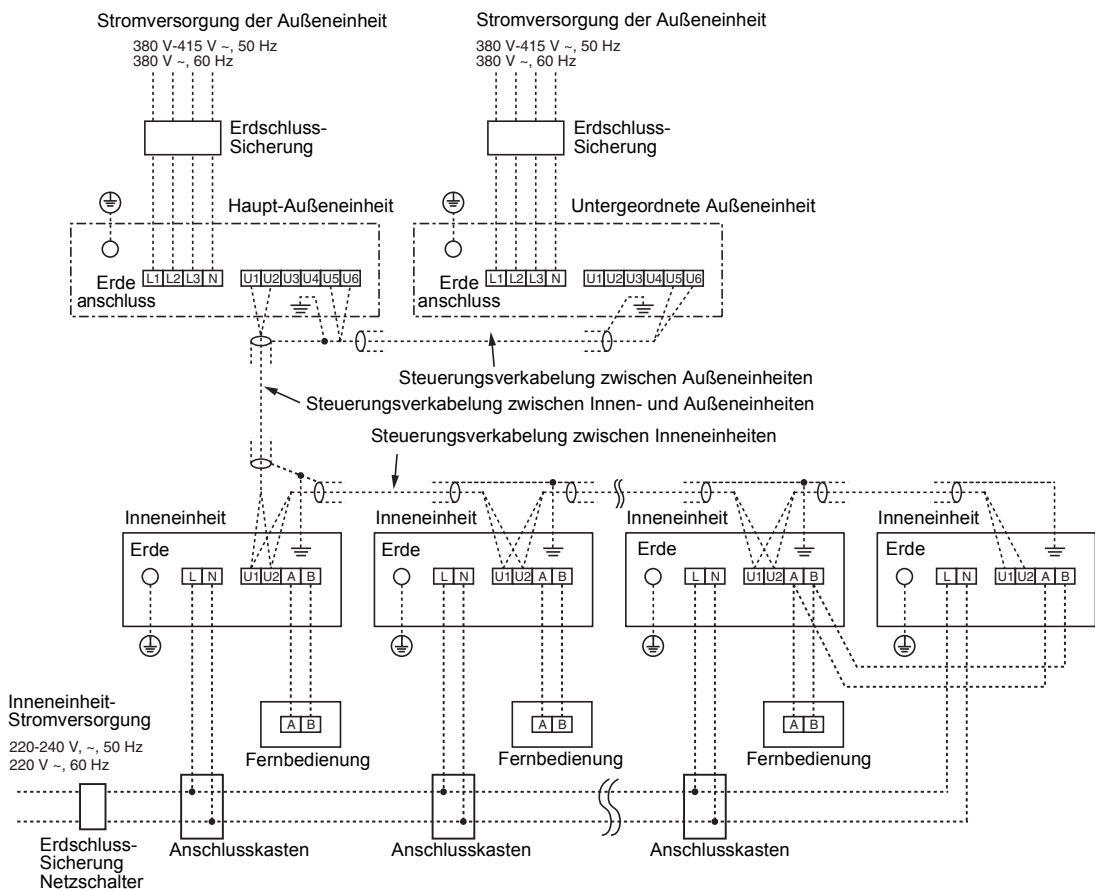 Stromversorgung der Außeneinheit
380 V-415 V ~, 50 Hz
380 V ~, 60 Hz
Stromversorgung der Außeneinheit
380 V-415 V ~, 50 Hz
380 V ~, 60 Hz
Erdschluss-
Sicherung
Erdschluss-
Sicherung
Haupt-Außeneinheit
Untergeordnete Außeneinheit
Erde
anschluss
L1 L2 L3 N
U1 U2 U3 U4 U5 U6
Erde
anschluss
L1 L2 L3 N
U1 U2 U3 U4 U5 U6
Steuerungsverkabelung zwischen Außeneinheiten
Steuerungsverkabelung zwischen Innen- und Außeneinheiten
Steuerungsverkabelung zwischen Inneneinheiten
Inneneinheit
Inneneinheit
Inneneinheit
Inneneinheit
Erde
L N
U1 U2 A B
Erde
L N
U1 U2 A B
Erde
L N
U1 U2 A B
Erde
L N
U1 U2 A B
Inneneinheit-
Stromversorgung
220-240 V, ~, 50 Hz
220 V ~, 60 Hz
A B
Fernbedienung
A B
Fernbedienung
A B
Fernbedienung
Erdschluss-
Sicherung
Netzschalter
Anschlusskasten
Anschlusskasten
Anschlusskasten